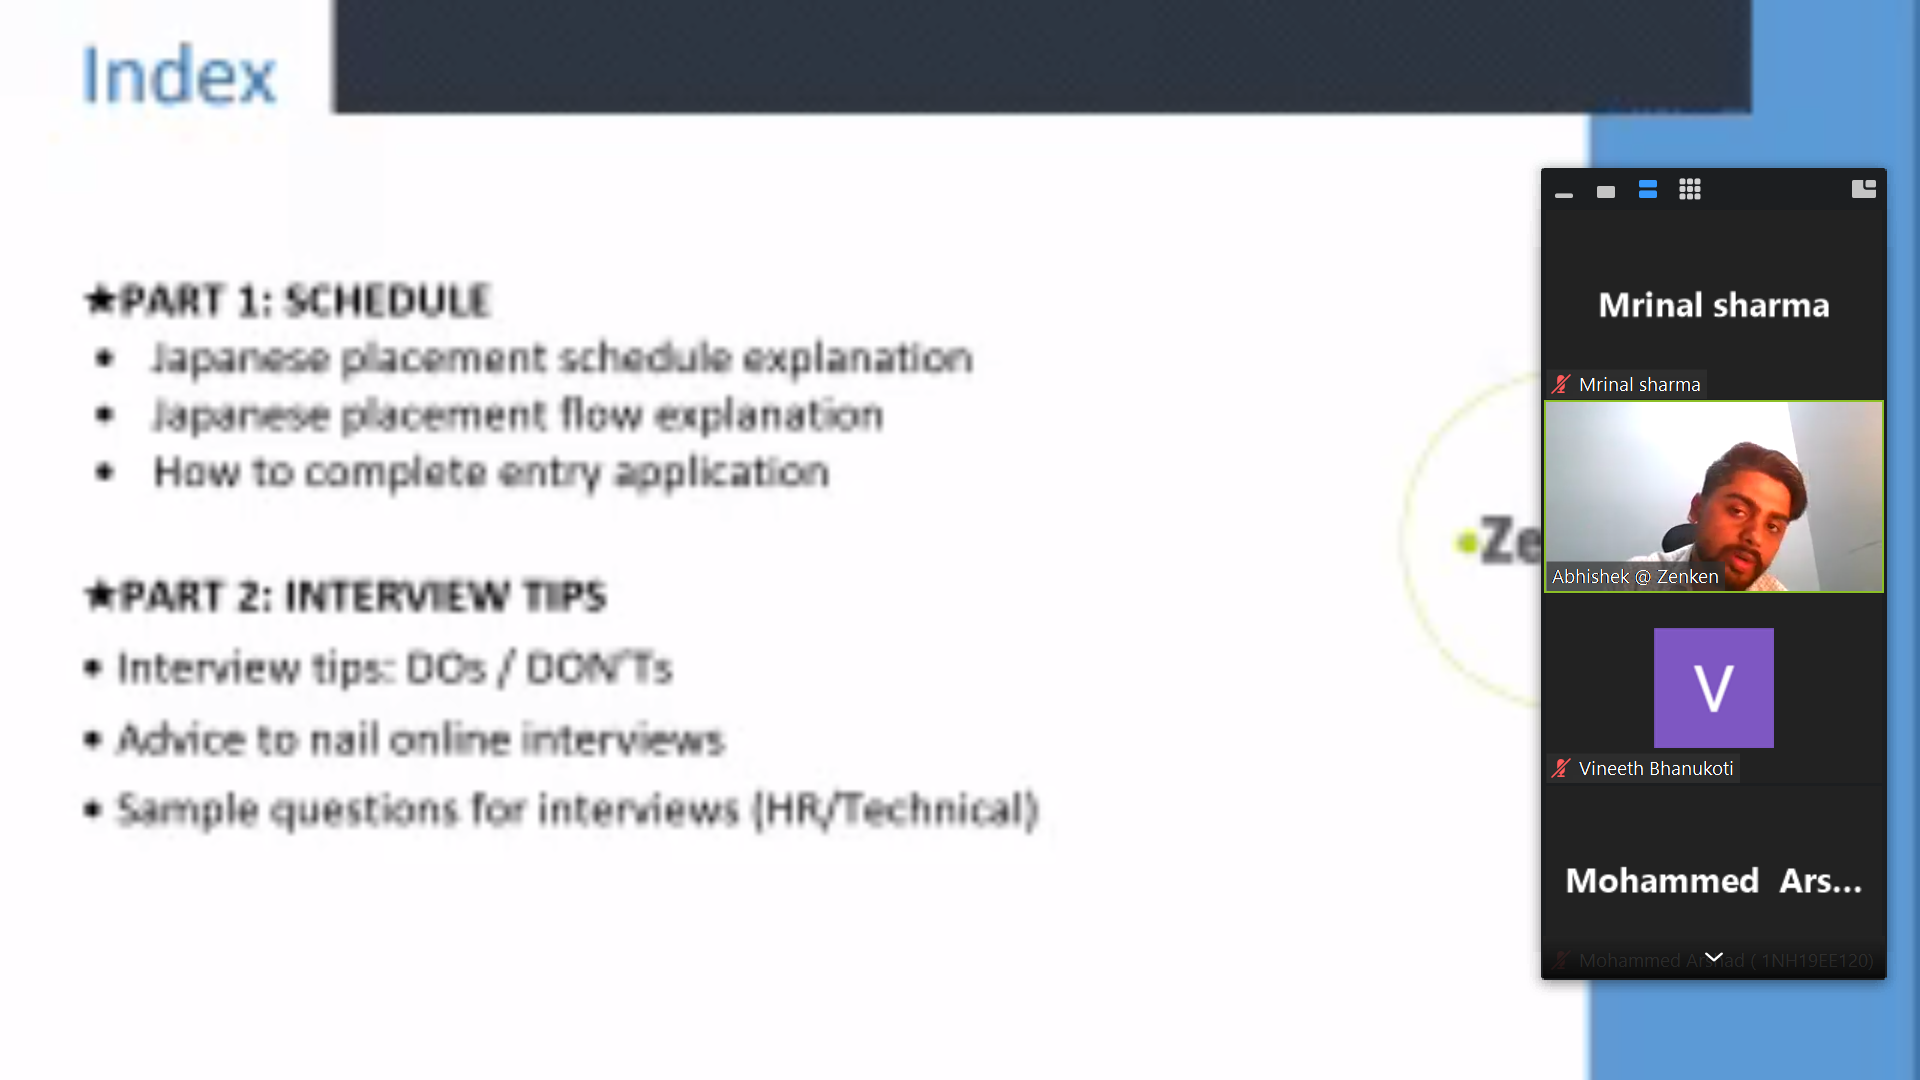 Index
★PART 1: SCHEDULE
• Japanese placement schedule explanation
• Japanese placement flow explanation
• How to complete entry application
★PART 2: INTERVIEW TIPS
• Interview tips: DOs / DON'Ts
• Advice to nail online interviews
• Sample questions for interviews (HR/Technical)
•Ze
Mrinal sharma
Mrinal sharma
Abhishek @ Zenken
V
Vineeth Bhanukoti
Mohammed Ars...
Mohammed Arshad ( 1NH19EE120)